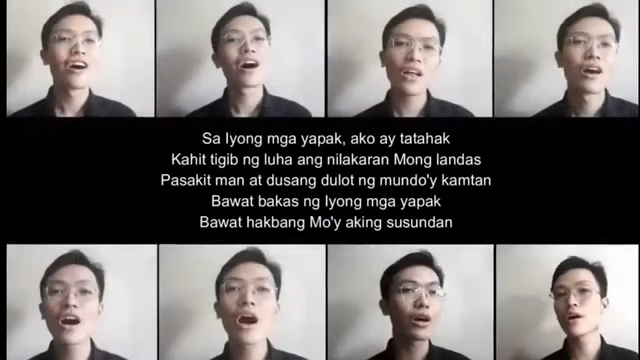 Sa Iyong mga yapak, ako ay tatahak
Kahit tigib ng luha ang nilakaran Mong landas
Pasakit man at dusang dulot ng mundo'y kamtan
Bawat bakas ng Iyong mga yapak
Bawat hakbang Mo'y aking susundan